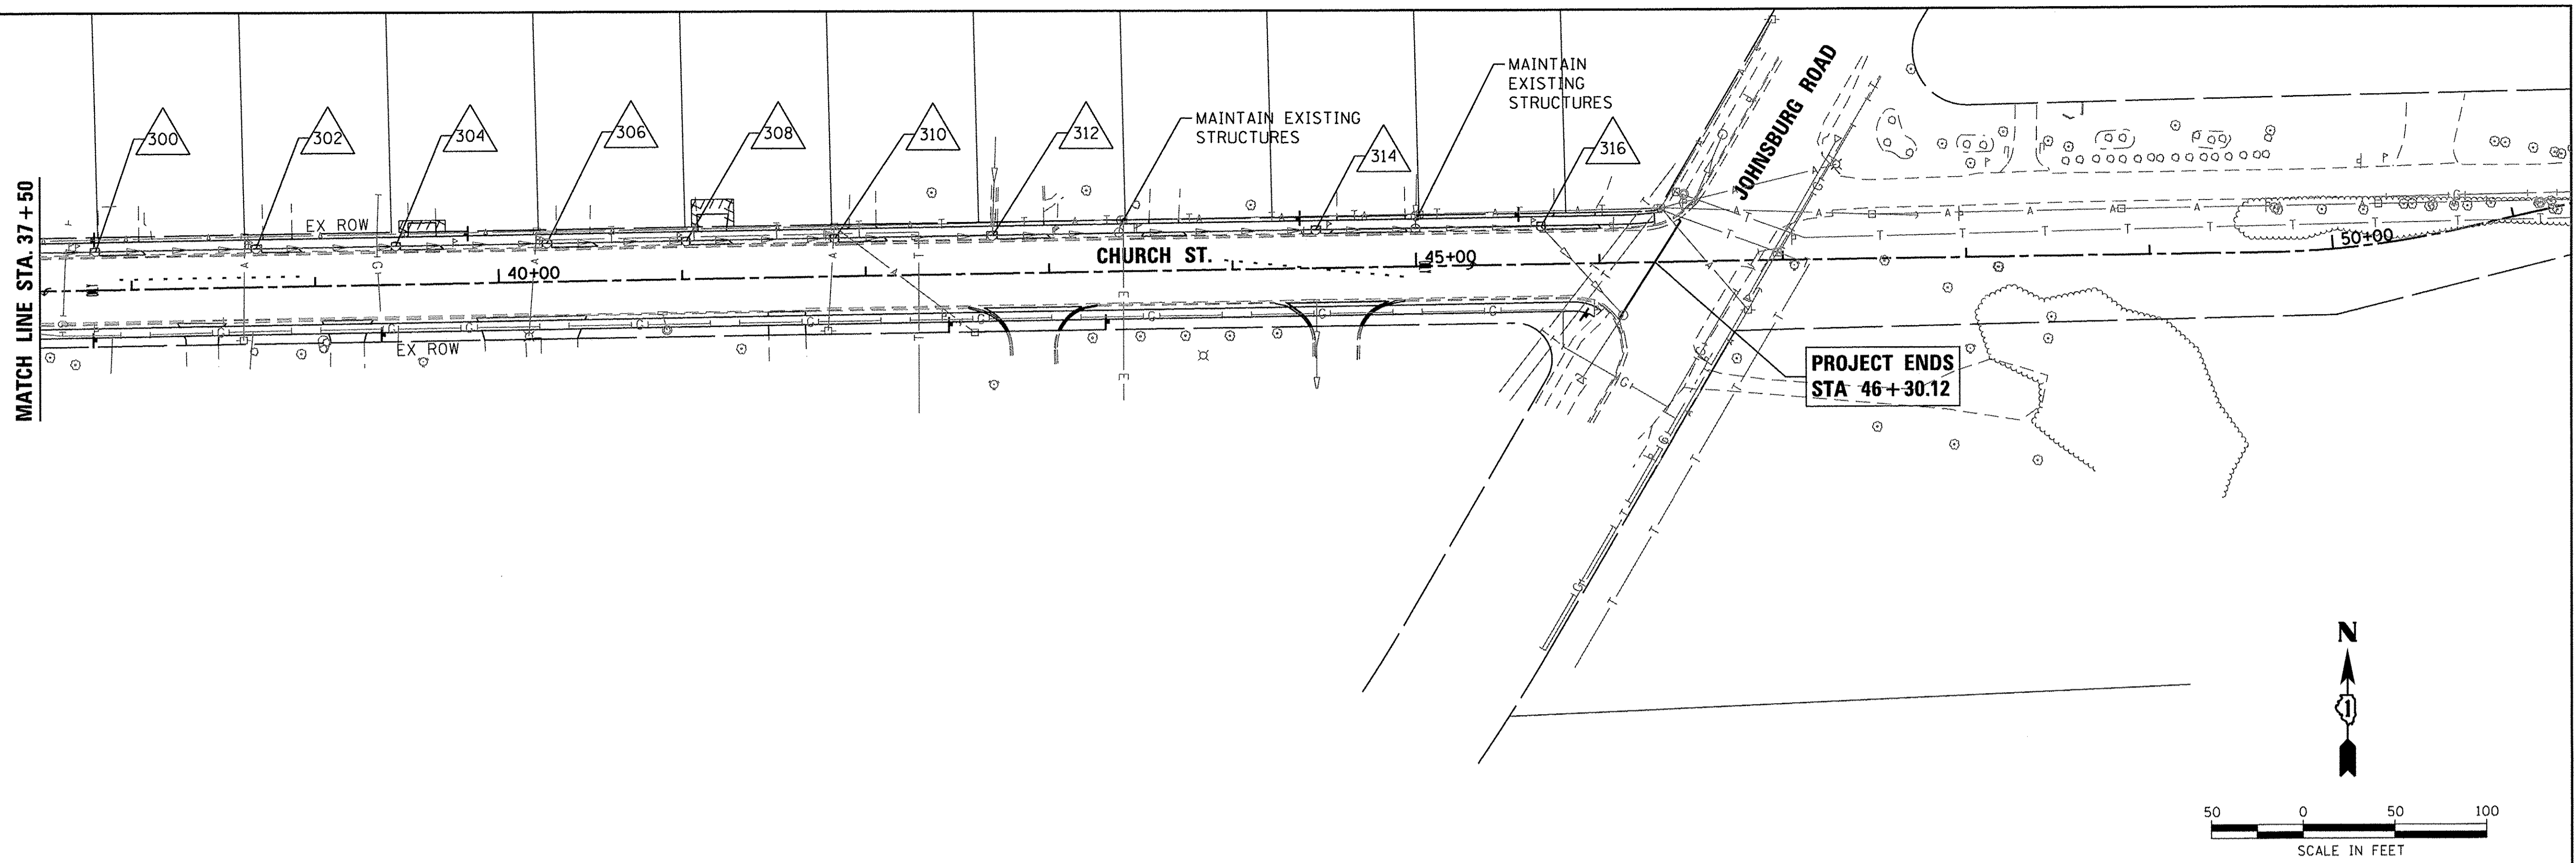 MATCH LINE STA. 37+50
300
302
304
306
308
310
312
MAINTAIN EXISTING
STRUCTURES
314
MAINTAIN
EXISTING
STRUCTURES
316
JOHNSBURG ROAD
EX ROW
CHURCH ST.
40+00
45+00
50+00
EX ROW
PROJECT ENDS
STA 46+30.12
N
1
50 0 50 100
SCALE IN FEET